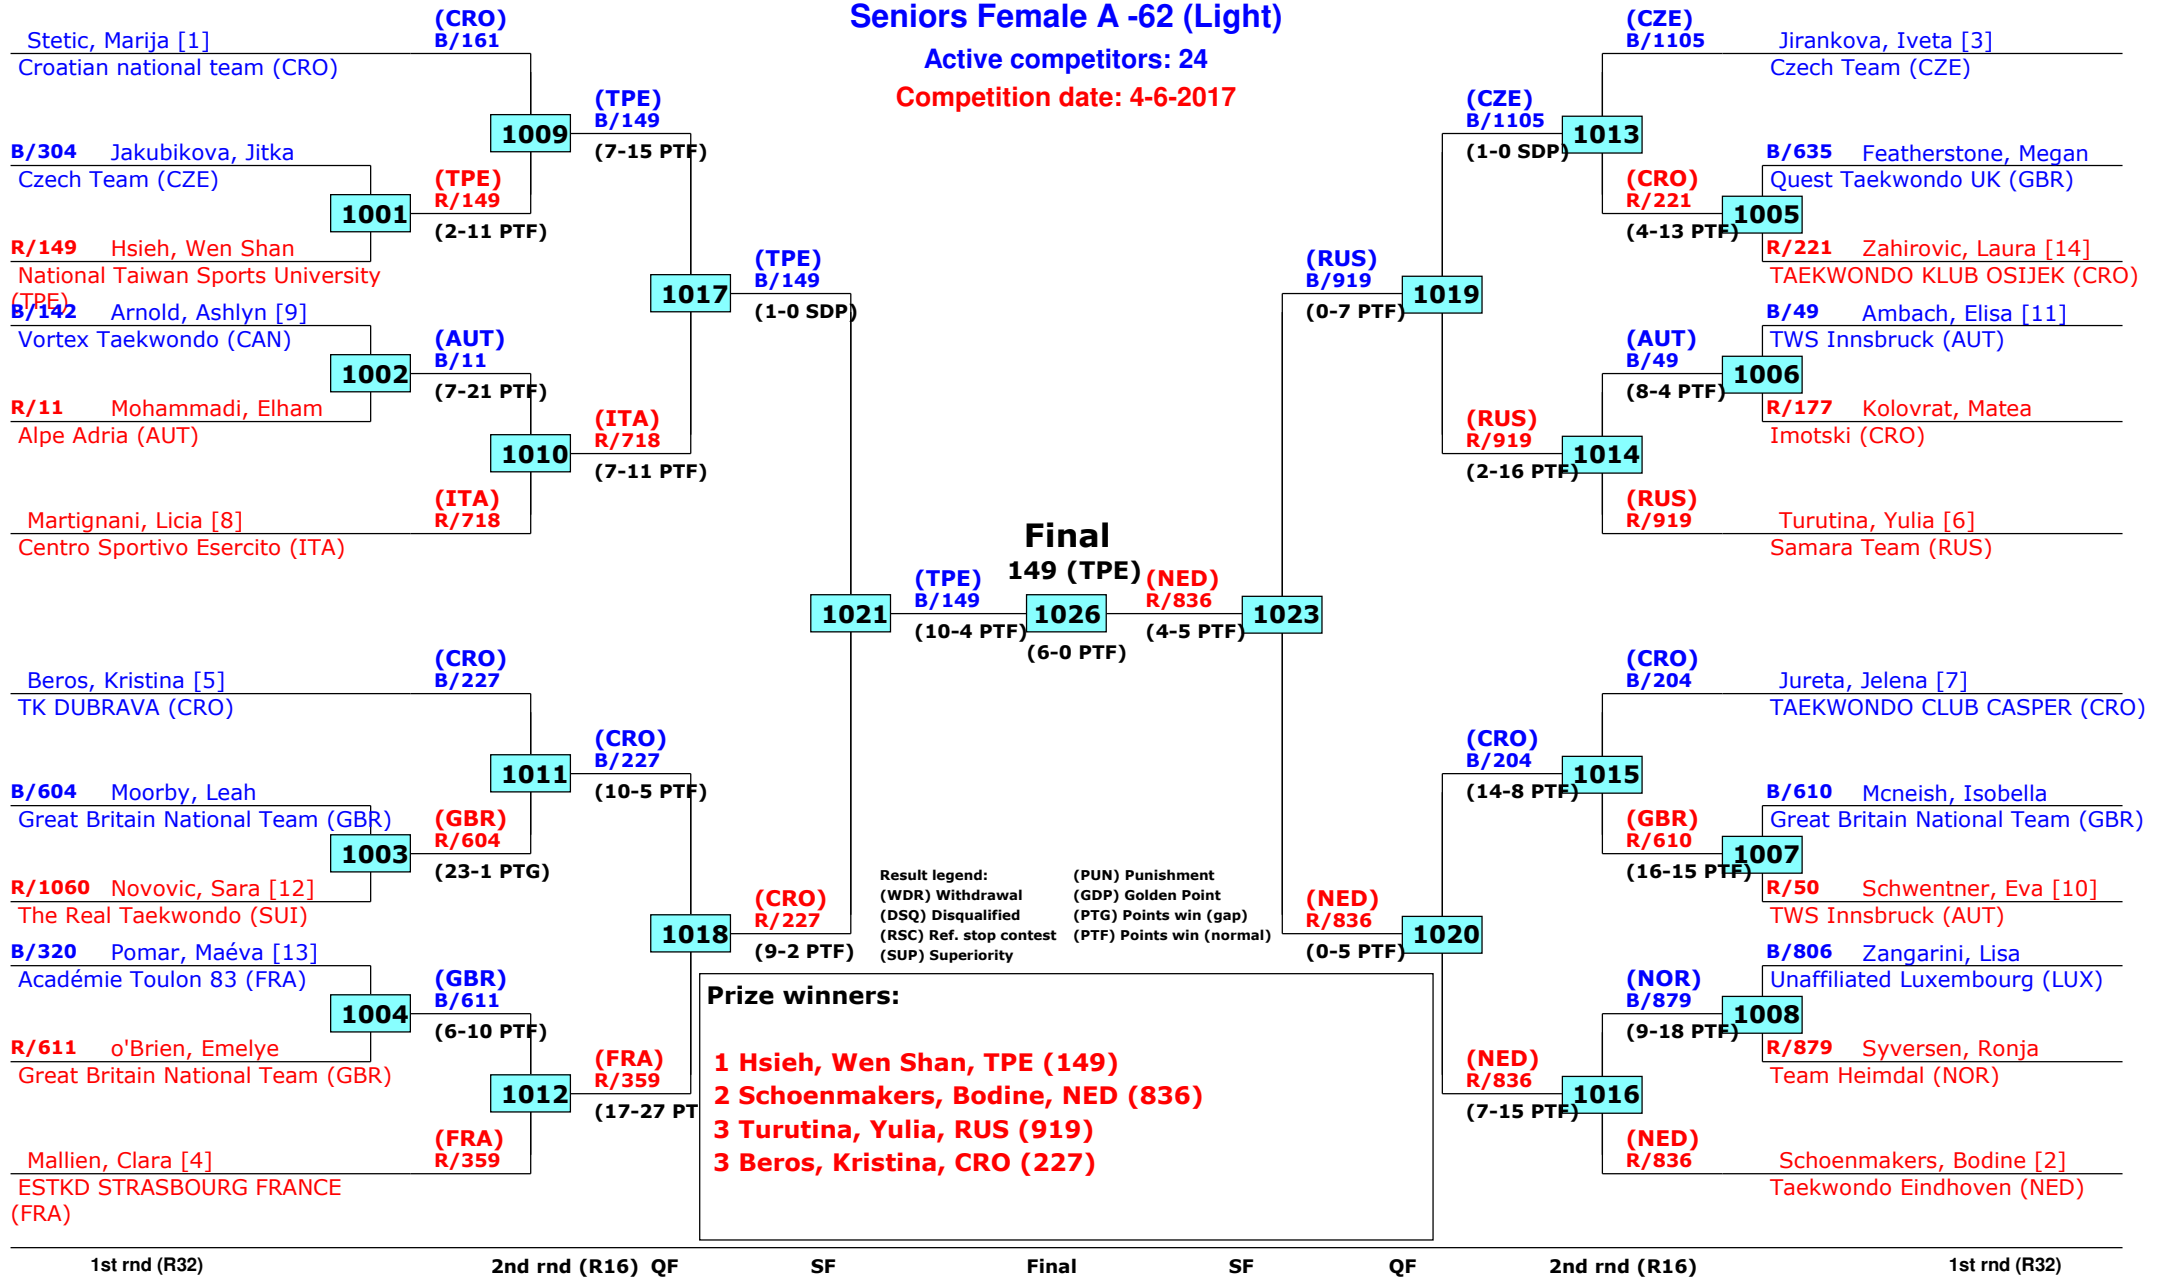 Seniors Female A -62 (Light)
Active competitors: 24
Competition date: 4-6-2017
Stetic, Marija [1]
Croatian national team (CRO)
(CRO)
B/161
B/304 Jakubikova, Jitka
Czech Team (CZE)
1001
R/149 Hsieh, Wen Shan
National Taiwan Sports University
(TPE)
(TPE)
R/149
(2-11 PTF)
1009
(TPE)
B/149
(7-15 PTF)
B/142 Arnold, Ashlyn [9]
Vortex Taekwondo (CAN)
1002
R/11 Mohammadi, Elham
Alpe Adria (AUT)
(AUT)
B/11
(7-21 PTF)
1010
(ITA)
R/718
(7-11 PTF)
Martignani, Licia [8]
Centro Sportivo Esercito (ITA)
(ITA)
R/718
1017
(TPE)
B/149
(1-0 SDP)
Beros, Kristina [5]
TK DUBRAVA (CRO)
(CRO)
B/227
B/604 Moorby, Leah
Great Britain National Team (GBR)
1003
R/1060 Novovic, Sara [12]
The Real Taekwondo (SUI)
(GBR)
R/604
(23-1 PTG)
1011
(CRO)
B/227
(10-5 PTF)
B/320 Pomar, Maéva [13]
Académie Toulon 83 (FRA)
1004
R/611 o'Brien, Emelye
Great Britain National Team (GBR)
(GBR)
B/611
(6-10 PTF)
1012
(FRA)
R/359
(17-27 PT
Mallien, Clara [4]
ESTKD STRASBOURG FRANCE
(FRA)
(FRA)
R/359
1018
(CRO)
R/227
(9-2 PTF)
1021
(TPE)
B/149
(10-4 PTF)
Final
149 (TPE)
1026
(6-0 PTF)
(NED)
R/836
(4-5 PTF)
1023
(CZE)
B/1105
Jirankova, Iveta [3]
Czech Team (CZE)
(CZE)
B/1105
(1-0 SDP)
1013
B/635 Featherstone, Megan
Quest Taekwondo UK (GBR)
(CRO)
R/221
(4-13 PTF)
1005
R/221 Zahirovic, Laura [14]
TAEKWONDO KLUB OSIJEK (CRO)
(RUS)
B/919
(0-7 PTF)
1019
B/49 Ambach, Elisa [11]
TWS Innsbruck (AUT)
(AUT)
B/49
(8-4 PTF)
1006
R/177 Kolovrat, Matea
Imotski (CRO)
(RUS)
R/919
(2-16 PTF)
1014
(RUS)
R/919
Turutina, Yulia [6]
Samara Team (RUS)
(CRO)
B/204
Jureta, Jelena [7]
TAEKWONDO CLUB CASPER (CRO)
(CRO)
B/204
(14-8 PTF)
1015
B/610 Mcneish, Isobella
Great Britain National Team (GBR)
(GBR)
R/610
(16-15 PTF)
1007
R/50 Schwentner, Eva [10]
TWS Innsbruck (AUT)
(NED)
R/836
(0-5 PTF)
1020
B/806 Zangarini, Lisa
Unaffiliated Luxembourg (LUX)
(NOR)
B/879
(9-18 PTF)
1008
R/879 Syversen, Ronja
Team Heimdal (NOR)
(NED)
R/836
(7-15 PTF)
1016
(NED)
R/836
Schoenmakers, Bodine [2]
Taekwondo Eindhoven (NED)
Result legend: (PUN) Punishment
(WDR) Withdrawal (GDP) Golden Point
(DSQ) Disqualified (PTG) Points win (gap)
(RSC) Ref. stop contest (PTF) Points win (normal)
(SUP) Superiority
Prize winners:
1 Hsieh, Wen Shan, TPE (149)
2 Schoenmakers, Bodine, NED (836)
3 Turutina, Yulia, RUS (919)
3 Beros, Kristina, CRO (227)
1st rnd (R32) 2nd rnd (R16) QF SF Final SF QF 2nd rnd (R16) 1st rnd (R32)